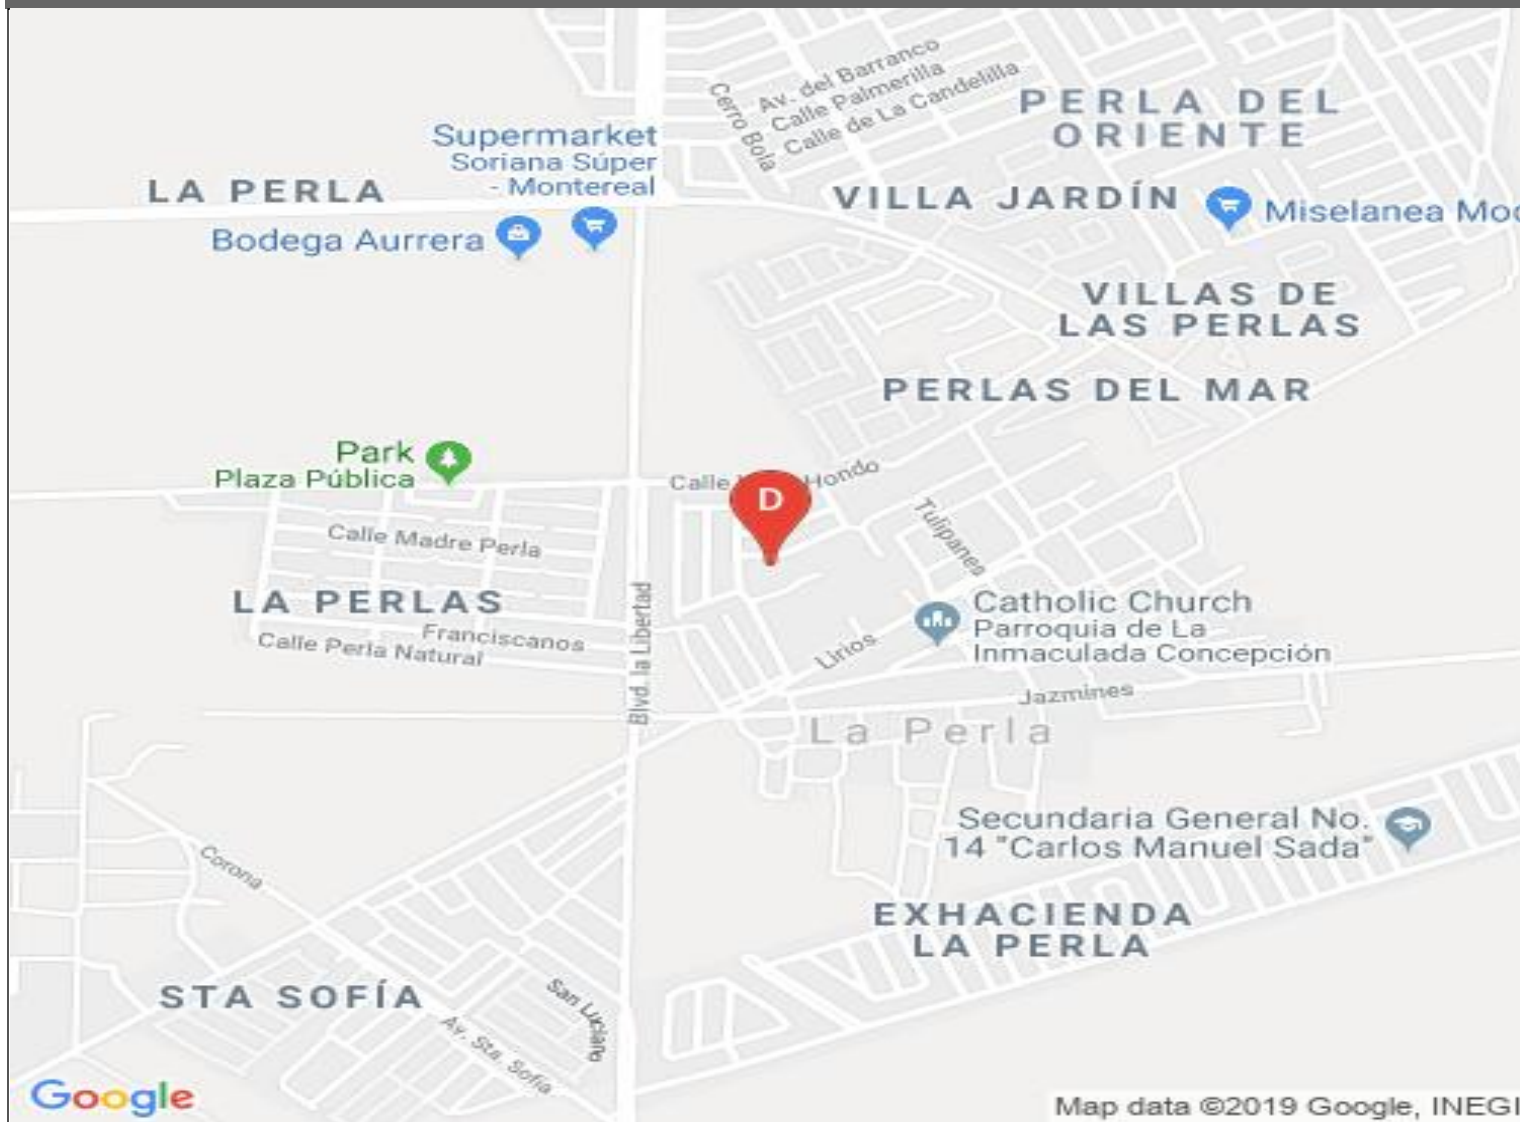 Av. del Barranco
Calle Palmerilla
Calle de La Candelilla
Cerro Bola
PERLA DEL
ORIENTE
Supermarket
Soriana Súper
- Montereal
LA PERLA
VILLA JARDÍN
Miselanea Moc
Bodega Aurrera
VILLAS DE
LAS PERLAS
PERLAS DEL MAR
Park
Plaza Pública
Calle
Hondo
D
Tulipanes
Calle Madre Perla
LA PERLAS
Franciscanos
Calle Perla Natural
Blvd. la Libertad
Lirios
Catholic Church
Parroquia de La
Inmaculada Concepción
Jazmines
La Perla
Secundaria General No.
14 "Carlos Manuel Sada"
Corona
EXHACIENDA
LA PERLA
STA SOFÍA
San Luciano
Av. Sta. Sofía
Google
Map data ©2019 Google, INEGI